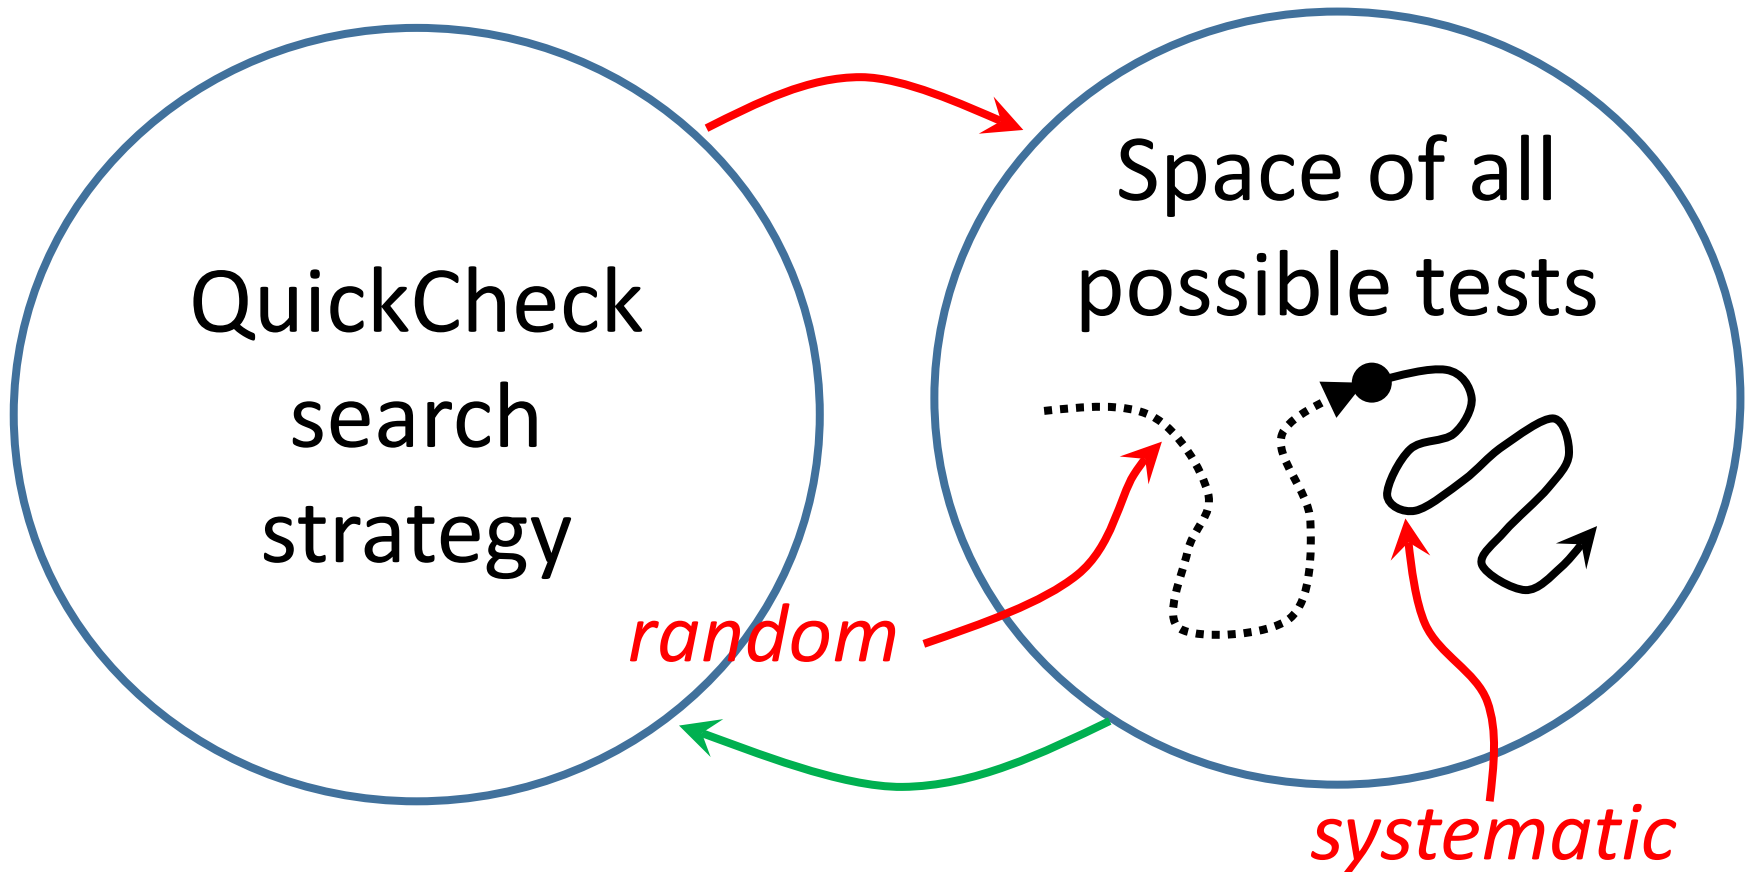 QuickCheck
search
strategy
Space of all
possible tests
random
systematic